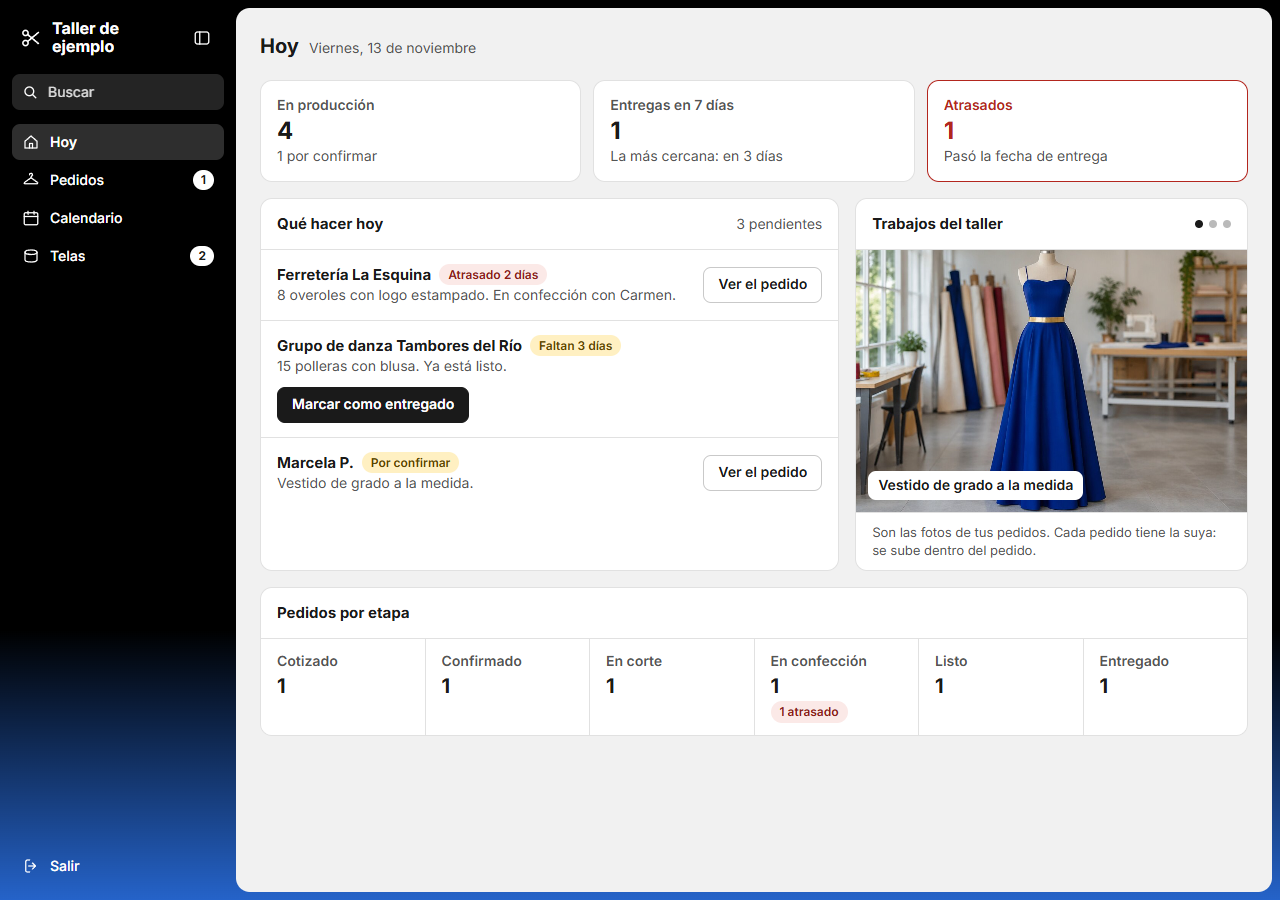 Taller de
ejemplo
Buscar
Hoy
Pedidos 1
Calendario
Telas 2
Salir
Hoy Viernes, 13 de noviembre
En producción
4
1 por confirmar
Entregas en 7 días
1
La más cercana: en 3 días
Atrasados
1
Pasó la fecha de entrega
Qué hacer hoy 3 pendientes
Ferretería La Esquina Atrasado 2 días
8 overoles con logo estampado. En confección con Carmen.
Ver el pedido
Grupo de danza Tambores del Río Faltan 3 días
15 polleras con blusa. Ya está listo.
Marcar como entregado
Marcela P. Por confirmar
Vestido de grado a la medida.
Ver el pedido
Trabajos del taller
Vestido de grado a la medida
Son las fotos de tus pedidos. Cada pedido tiene la suya:
se sube dentro del pedido.
Pedidos por etapa
Cotizado
1
Confirmado
1
En corte
1
En confección
1
1 atrasado
Listo
1
Entregado
1